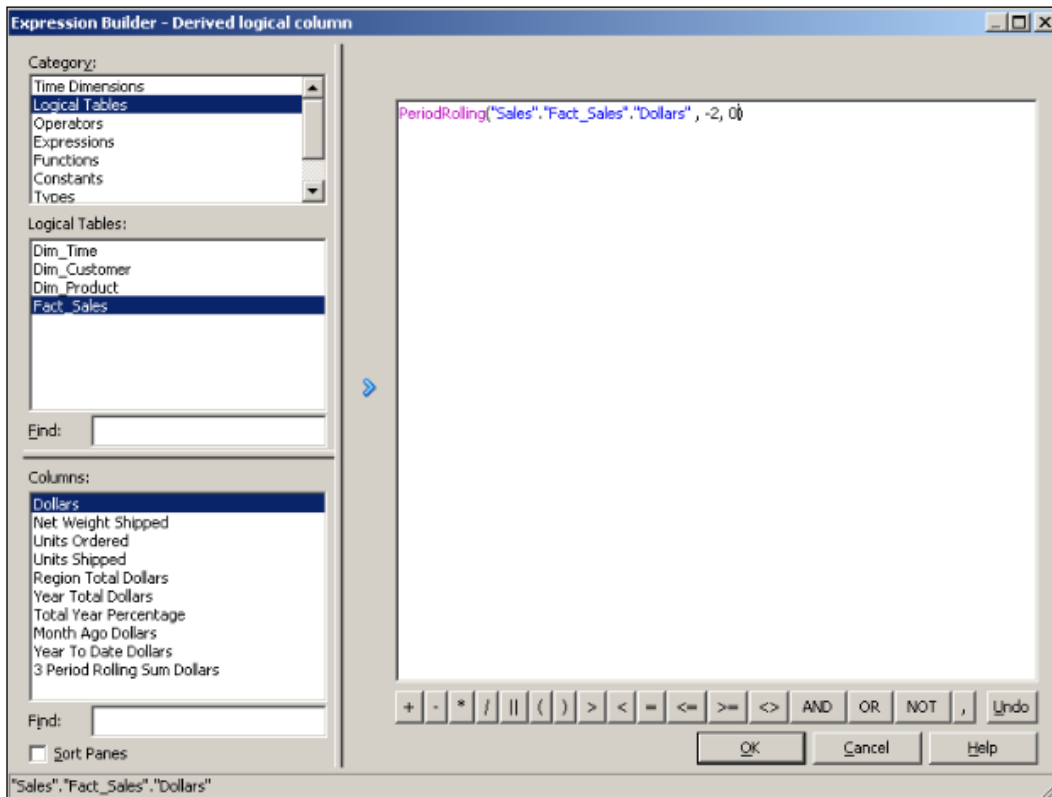 Expression Builder - Derived logical column
Category:
Time Dimensions
Logical Tables
Operators
Expressions
Functions
Constants
Types
Logical Tables:
Dim_Time
Dim_Customer
Dim_Product
Fact_Sales
Find:
Columns:
Dollars
Net Weight Shipped
Units Ordered
Units Shipped
Region Total Dollars
Year Total Dollars
Total Year Percentage
Month Ago Dollars
Year To Date Dollars
3 Period Rolling Sum Dollars
Find:
Sort Panes
PeriodRolling("Sales"."Fact_Sales"."Dollars" , -2, 0)
+ - * / || ( ) > < = <= >= <> AND OR NOT , Undo
OK Cancel Help
"Sales"."Fact_Sales"."Dollars"